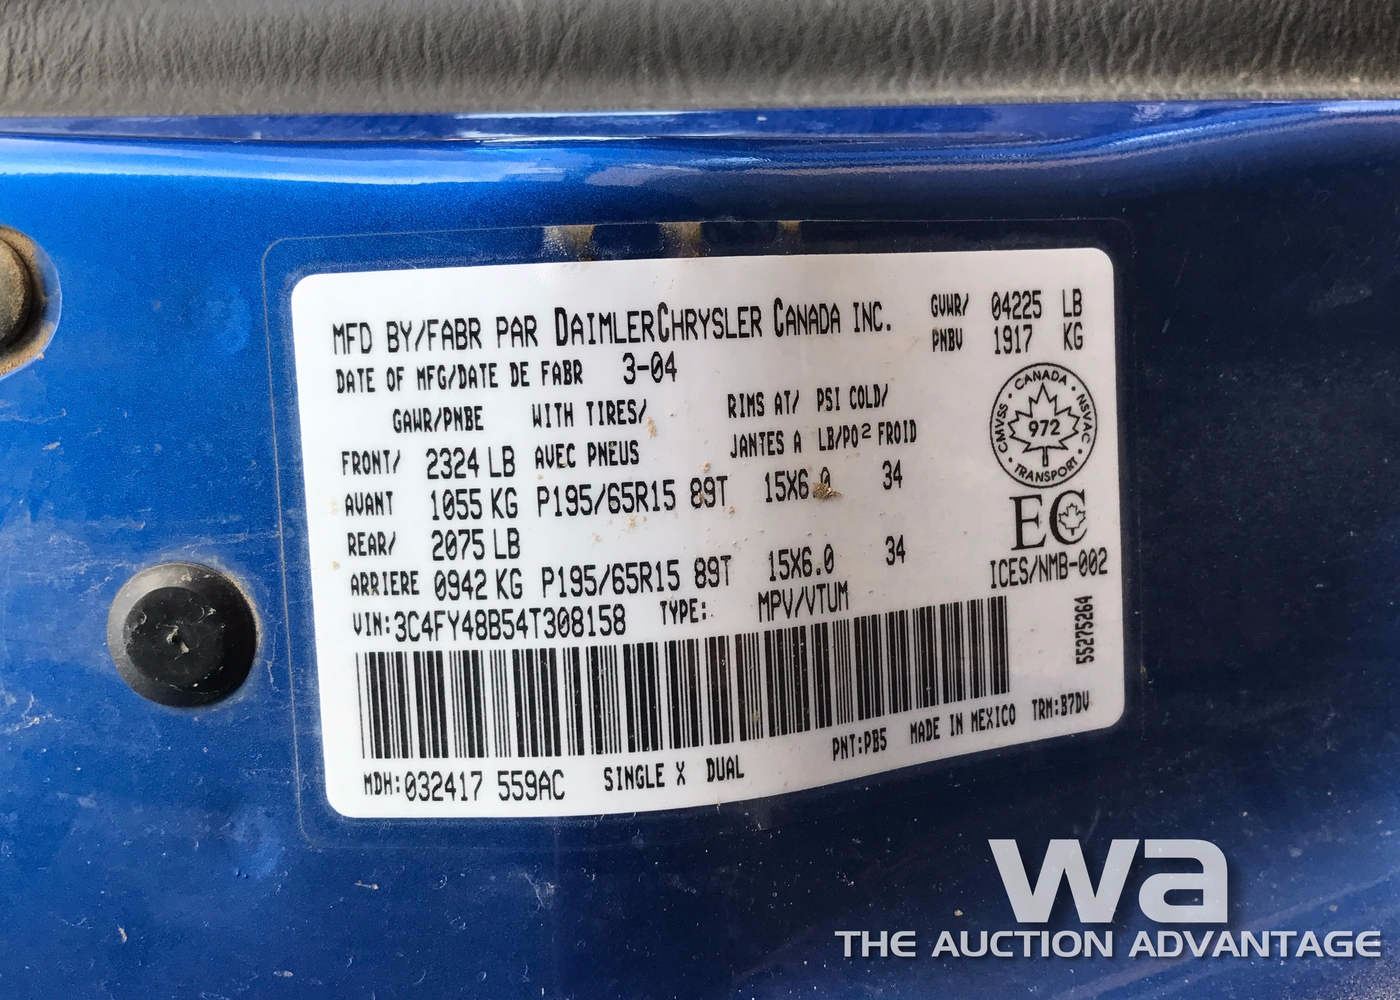 MFD BY/FABR PAR DAIMLERCHRYSLER CANADA INC.
GVWR/ 04225 LB
PNBV 1917 KG
DATE OF MFG/DATE DE FABR 3-04
GAWR/PNBE WITH TIRES/ RIMS AT/ PSI COLD/
FRONT/ 2324 LB AVEC PNEUS JANTES A LB/PO² FROID
AVANT 1055 KG P195/65R15 89T 15X6.0 34
REAR/ 2075 LB
ARRIERE 0942 KG P195/65R15 89T 15X6.0 34
VIN: 3C4FY48B54T308158 TYPE: MPV/VTUM
CANADA
CMVSS
NSVAC
972
TRANSPORT
EC
ICES/NMB-002
55275264
MDH: 032417 559AC SINGLE X DUAL PNT:PB5 MADE IN MEXICO TRM:B7DV
wa
THE AUCTION ADVANTAGE